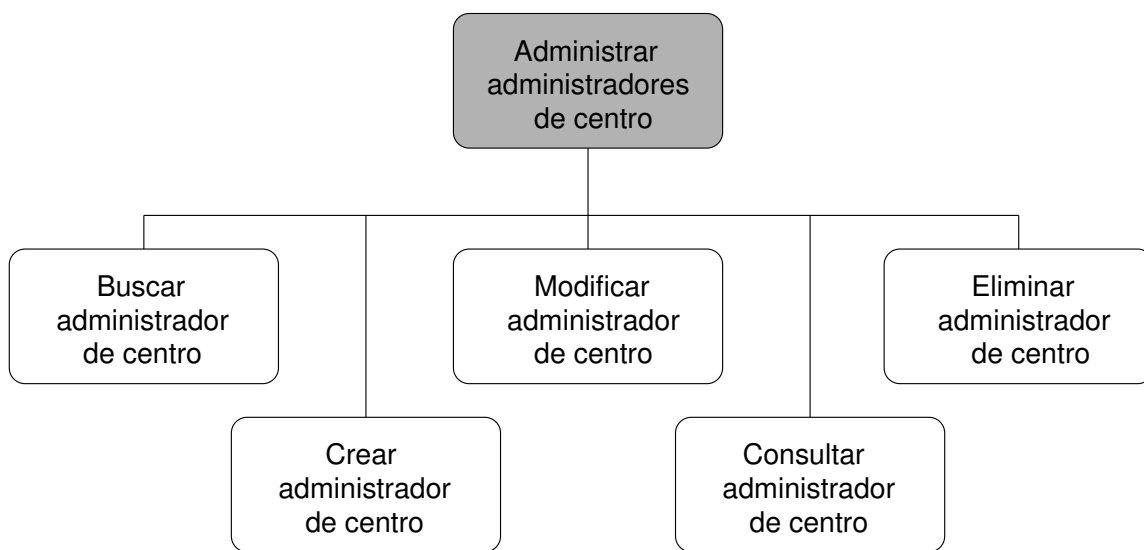 Administrar
administradores
de centro
Buscar
administrador
de centro
Modificar
administrador
de centro
Eliminar
administrador
de centro
Crear
administrador
de centro
Consultar
administrador
de centro